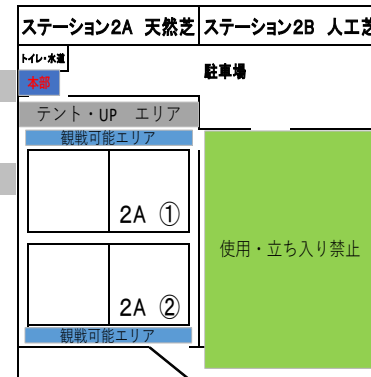 ステーション2A 天然芝
ステーション2B 人工芝
トイレ・水道
本部
駐車場
テント・UP エリア
観戦可能エリア
2A ①
使用・立ち入り禁止
2A ②
観戦可能エリア